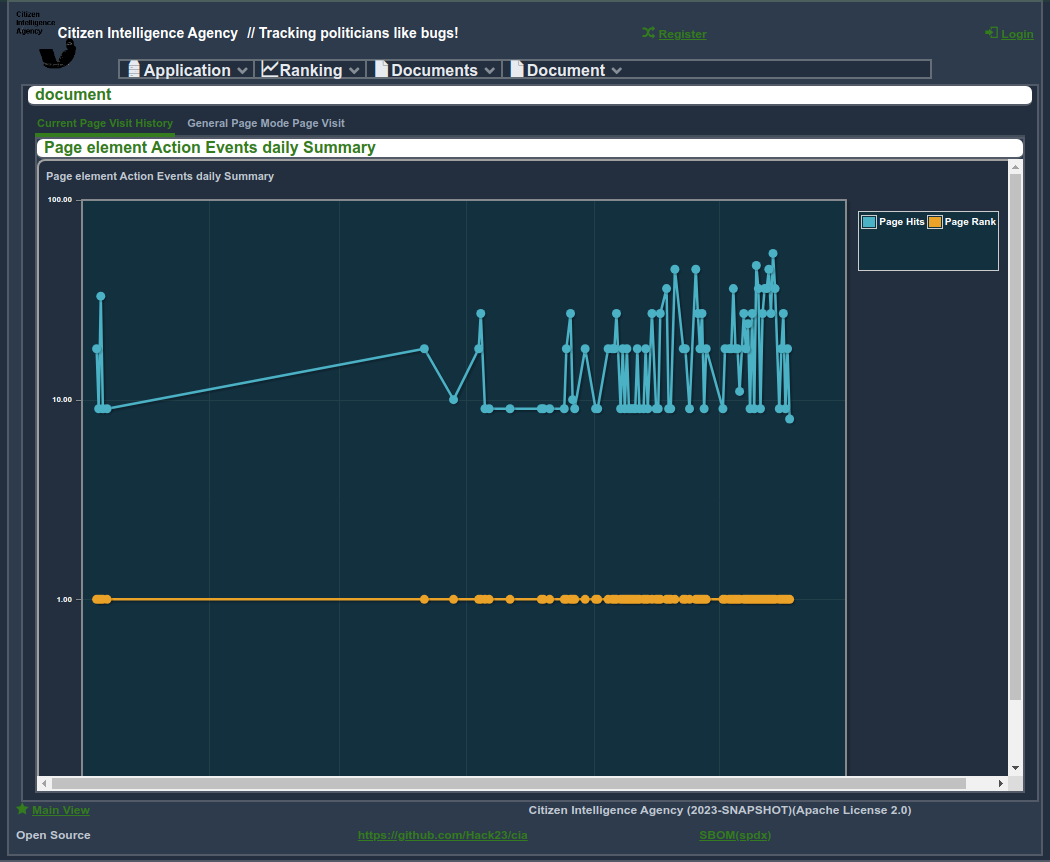 Citizen
Intelligence
Agency
Citizen Intelligence Agency // Tracking politicians like bugs!
Register
Login
Application
Ranking
Documents
Document
document
Current Page Visit History
General Page Mode Page Visit
Page element Action Events daily Summary
Page element Action Events daily Summary
100.00
Page Hits
Page Rank
10.00
1.00
Main View
Citizen Intelligence Agency (2023-SNAPSHOT)(Apache License 2.0)
Open Source
https://github.com/Hack23/cia
SBOM(spdx)